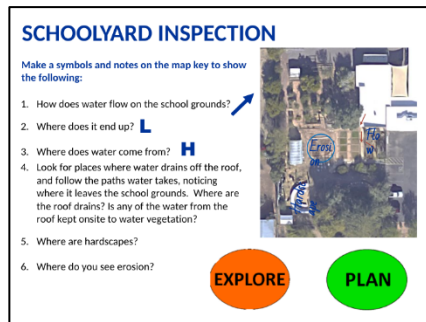 SCHOOLYARD INSPECTION
Make a symbols and notes on the map key to show
the following:
1. How does water flow on the school grounds?
2. Where does it end up? L
3. Where does water come from? H
4. Look for places where water drains off the roof,
and follow the paths water takes, noticing
where it leaves the school grounds. Where are
the roof drains? Is any of the water from the
roof kept onsite to water vegetation?
5. Where are hardscapes?
6. Where do you see erosion?
Erosi
on
Flo
w
EXPLORE
PLAN